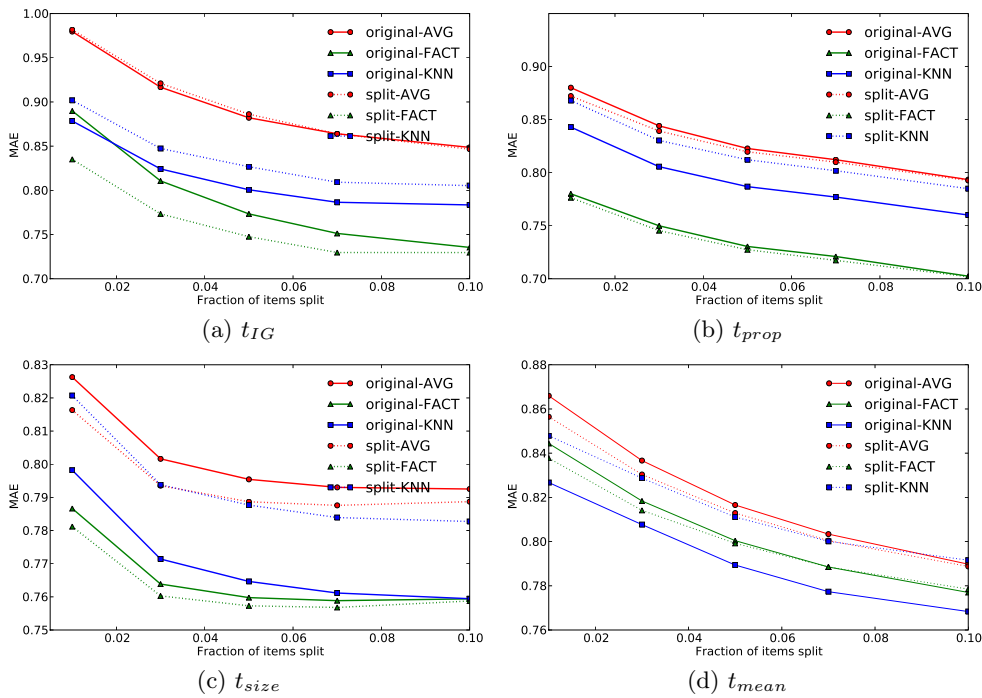 1.00
0.95
0.90
0.85
0.80
0.75
0.70
MAE
0.02 0.04 0.06 0.08 0.10
Fraction of items split
original-AVG
original-FACT
original-KNN
split-AVG
split-FACT
split-KNN
(a) t_IG
0.90
0.85
0.80
0.75
0.70
MAE
0.02 0.04 0.06 0.08 0.10
Fraction of items split
original-AVG
original-FACT
original-KNN
split-AVG
split-FACT
split-KNN
(b) t_prop
0.83
0.82
0.81
0.80
0.79
0.78
0.77
0.76
0.75
MAE
0.02 0.04 0.06 0.08 0.10
Fraction of items split
original-AVG
original-FACT
original-KNN
split-AVG
split-FACT
split-KNN
(c) t_size
0.88
0.86
0.84
0.82
0.80
0.78
0.76
MAE
0.02 0.04 0.06 0.08 0.10
Fraction of items split
original-AVG
original-FACT
original-KNN
split-AVG
split-FACT
split-KNN
(d) t_mean